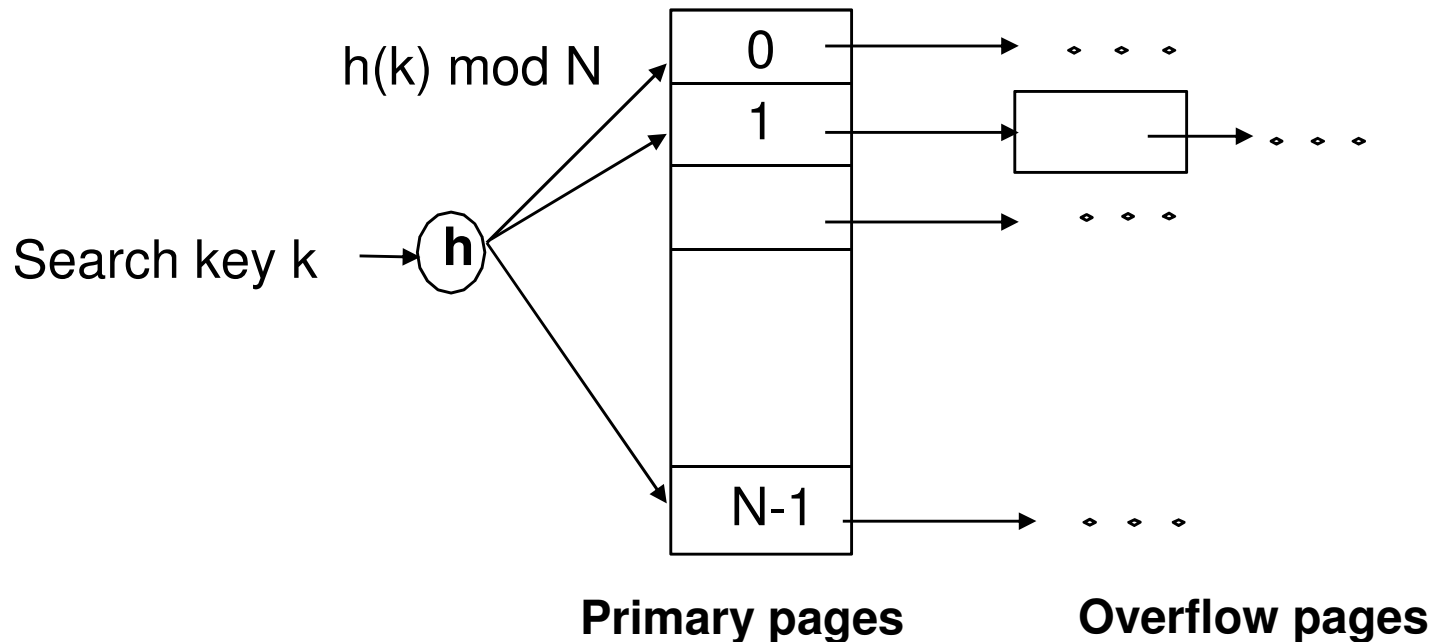 h(k) mod N
0
1
Search key k
h
N-1
Primary pages
Overflow pages